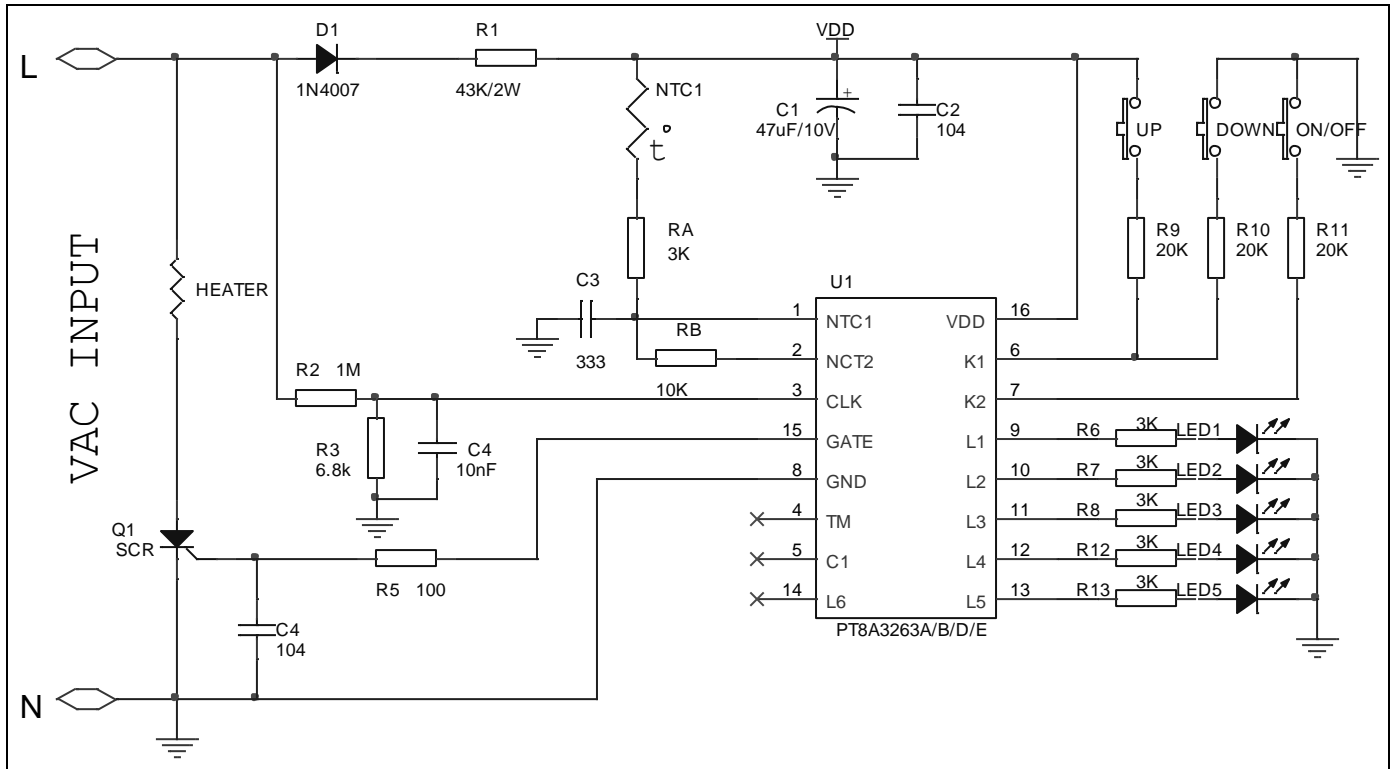 D1
R1
VDD
L
1N4007
43K/2W
NTC1
t°
C1
47uF/10V
+
C2
104
UP
DOWN
ON/OFF
RA
3K
R9
20K
R10
20K
R11
20K
VAC INPUT
HEATER
C3
333
RB
10K
U1
1 NTC1
VDD 16
2 NCT2
K1 6
3 CLK
K2 7
15 GATE
L1 9
8 GND
L2 10
4 TM
L3 11
5 C1
L4 12
14 L6
L5 13
PT8A3263A/B/D/E
R2 1M
R3
6.8k
C4
10nF
R6 3K LED1
R7 3K LED2
R8 3K LED3
R12 3K LED4
R13 3K LED5
Q1
SCR
R5 100
C4
104
N